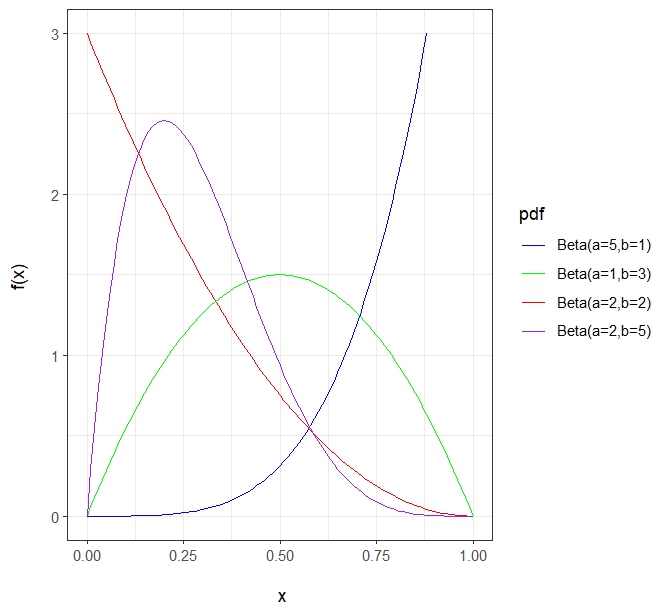 3
2
1
0
f(x)
0.00 0.25 0.50 0.75 1.00
x
pdf
Beta(a=5,b=1)
Beta(a=1,b=3)
Beta(a=2,b=2)
Beta(a=2,b=5)